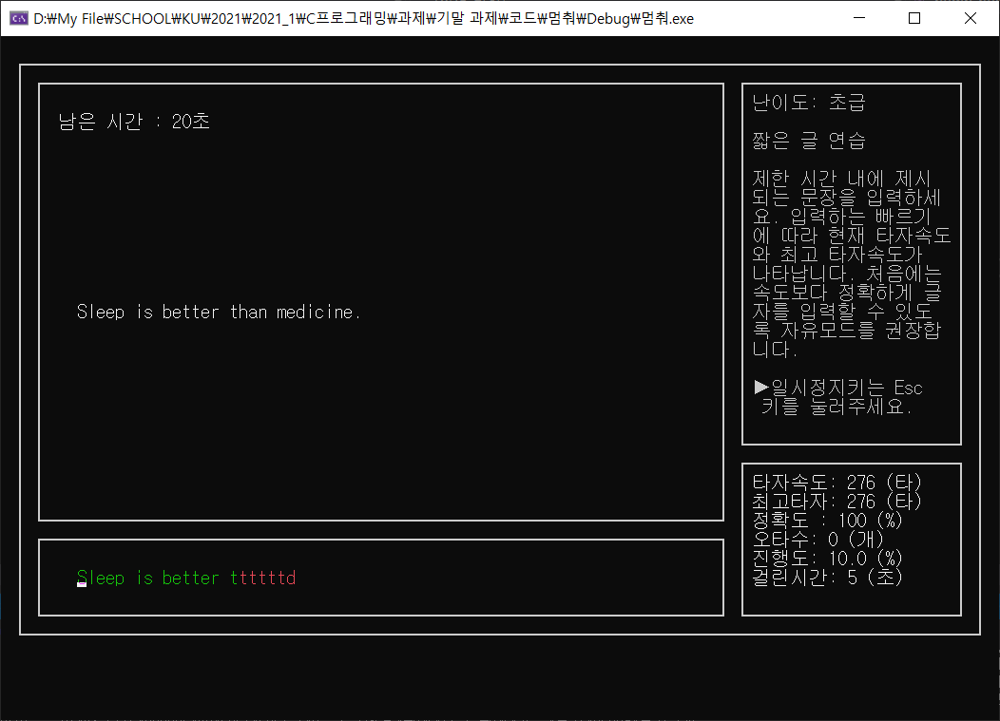 D:₩My File₩SCHOOL₩KU₩2021₩2021_1₩C프로그래밍₩과제₩기말 과제₩코드₩멈춰₩Debug₩멈춰.exe
남은 시간 : 20초
Sleep is better than medicine.
Sleep is better ttttttd
난이도: 초급
짧은 글 연습
제한 시간 내에 제시
되는 문장을 입력하세
요. 입력하는 빠르기
에 따라 현재 타자속도
와 최고 타자속도가
나타납니다. 처음에는
속도보다 정확하게 글
자를 입력할 수 있도
록 자유모드를 권장합
니다.
▶일시정지키는 Esc
키를 눌러주세요.
타자속도: 276 (타)
최고타자: 276 (타)
정확도 : 100 (%)
오타수: 0 (개)
진행도: 10.0 (%)
걸린시간: 5 (초)